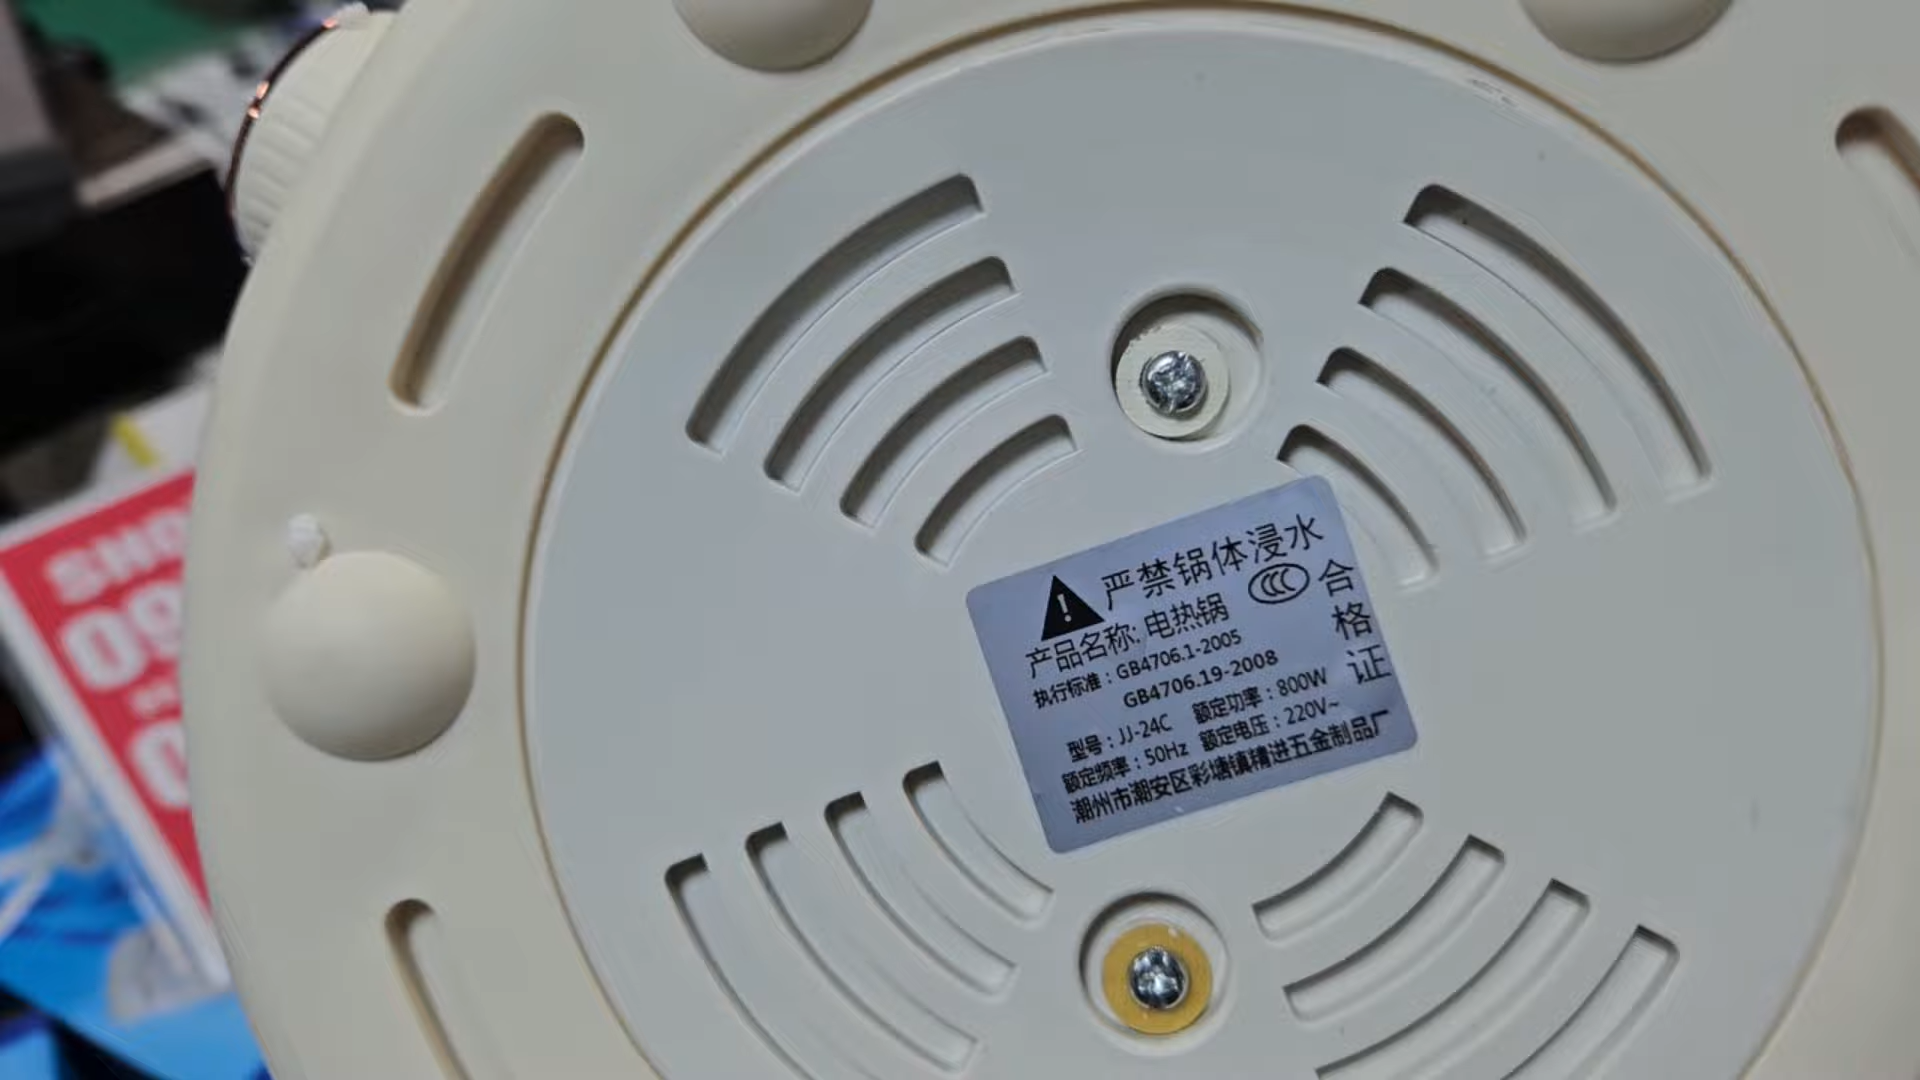 严禁锅体浸水
产品名称: 电热锅
合格证
执行标准：GB4706.1-2005
GB4706.19-2008
型号：JJ-24C 额定功率：800W
额定频率：50Hz 额定电压：220V~
潮州市潮安区彩塘镇精进五金制品厂